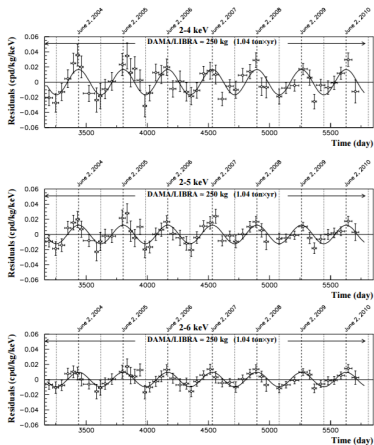 June 2, 2004 June 2, 2005 June 2, 2006 June 2, 2007 June 2, 2008 June 2, 2009 June 2, 2010
2-4 keV
DAMA/LIBRA ≈ 250 kg (1.04 ton×yr)
Residuals (cpd/kg/keV)
0.06
0.04
0.02
0
-0.02
-0.04
-0.06
3500 4000 4500 5000 5500
Time (day)
June 2, 2004 June 2, 2005 June 2, 2006 June 2, 2007 June 2, 2008 June 2, 2009 June 2, 2010
2-5 keV
DAMA/LIBRA ≈ 250 kg (1.04 ton×yr)
Residuals (cpd/kg/keV)
0.06
0.04
0.02
0
-0.02
-0.04
-0.06
3500 4000 4500 5000 5500
Time (day)
June 2, 2004 June 2, 2005 June 2, 2006 June 2, 2007 June 2, 2008 June 2, 2009 June 2, 2010
2-6 keV
DAMA/LIBRA ≈ 250 kg (1.04 ton×yr)
Residuals (cpd/kg/keV)
0.06
0.04
0.02
0
-0.02
-0.04
-0.06
3500 4000 4500 5000 5500
Time (day)